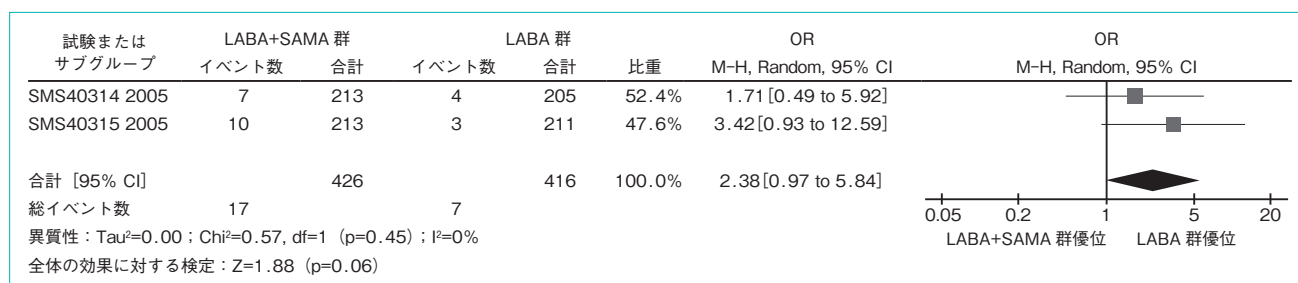 試験または LABA+SAMA 群 LABA 群 OR OR
サブグループ イベント数 合計 イベント数 合計 比重 M-H, Random, 95% CI M-H, Random, 95% CI
SMS40314 2005 7 213 4 205 52.4% 1.71[0.49 to 5.92]
SMS40315 2005 10 213 3 211 47.6% 3.42[0.93 to 12.59]
合計[95% CI] 426 416 100.0% 2.38[0.97 to 5.84]
総イベント数 17 7
0.05 0.2 1 5 20
異質性：Tau²=0.00；Chi²=0.57, df=1（p=0.45）；I²=0%
LABA+SAMA 群優位 LABA 群優位
全体の効果に対する検定：Z=1.88（p=0.06）